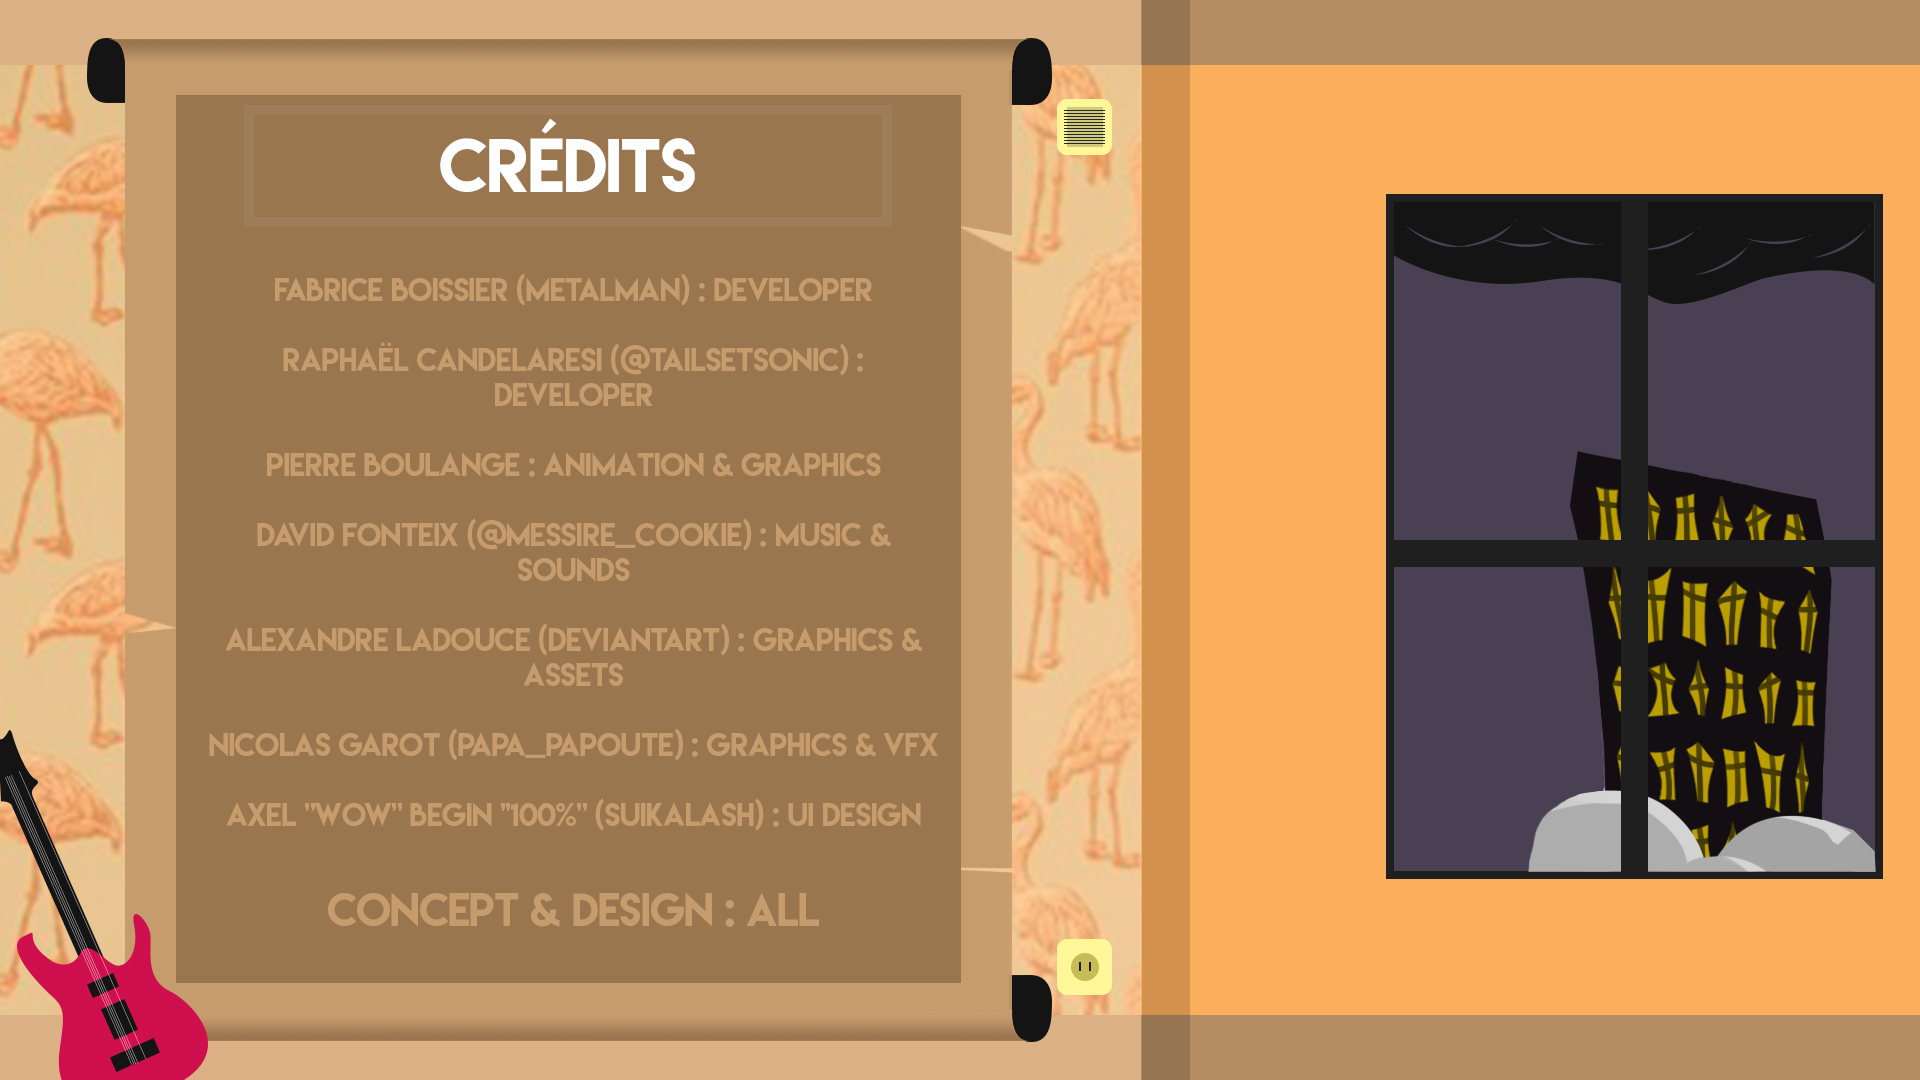 CRÉDITS
FABRICE BOISSIER (METALMAN) : DEVELOPER
RAPHAËL CANDELARESI (@TAILSETSONIC) :
DEVELOPER
PIERRE BOULANGE : ANIMATION & GRAPHICS
DAVID FONTEIX (@MESSIRE_COOKIE) : MUSIC &
SOUNDS
ALEXANDRE LADOUCE (DEVIANTART) : GRAPHICS &
ASSETS
NICOLAS GAROT (PAPA_PAPOUTE) : GRAPHICS & VFX
AXEL "WOW" BEGIN "100%" (SUIKALASH) : UI DESIGN
CONCEPT & DESIGN : ALL